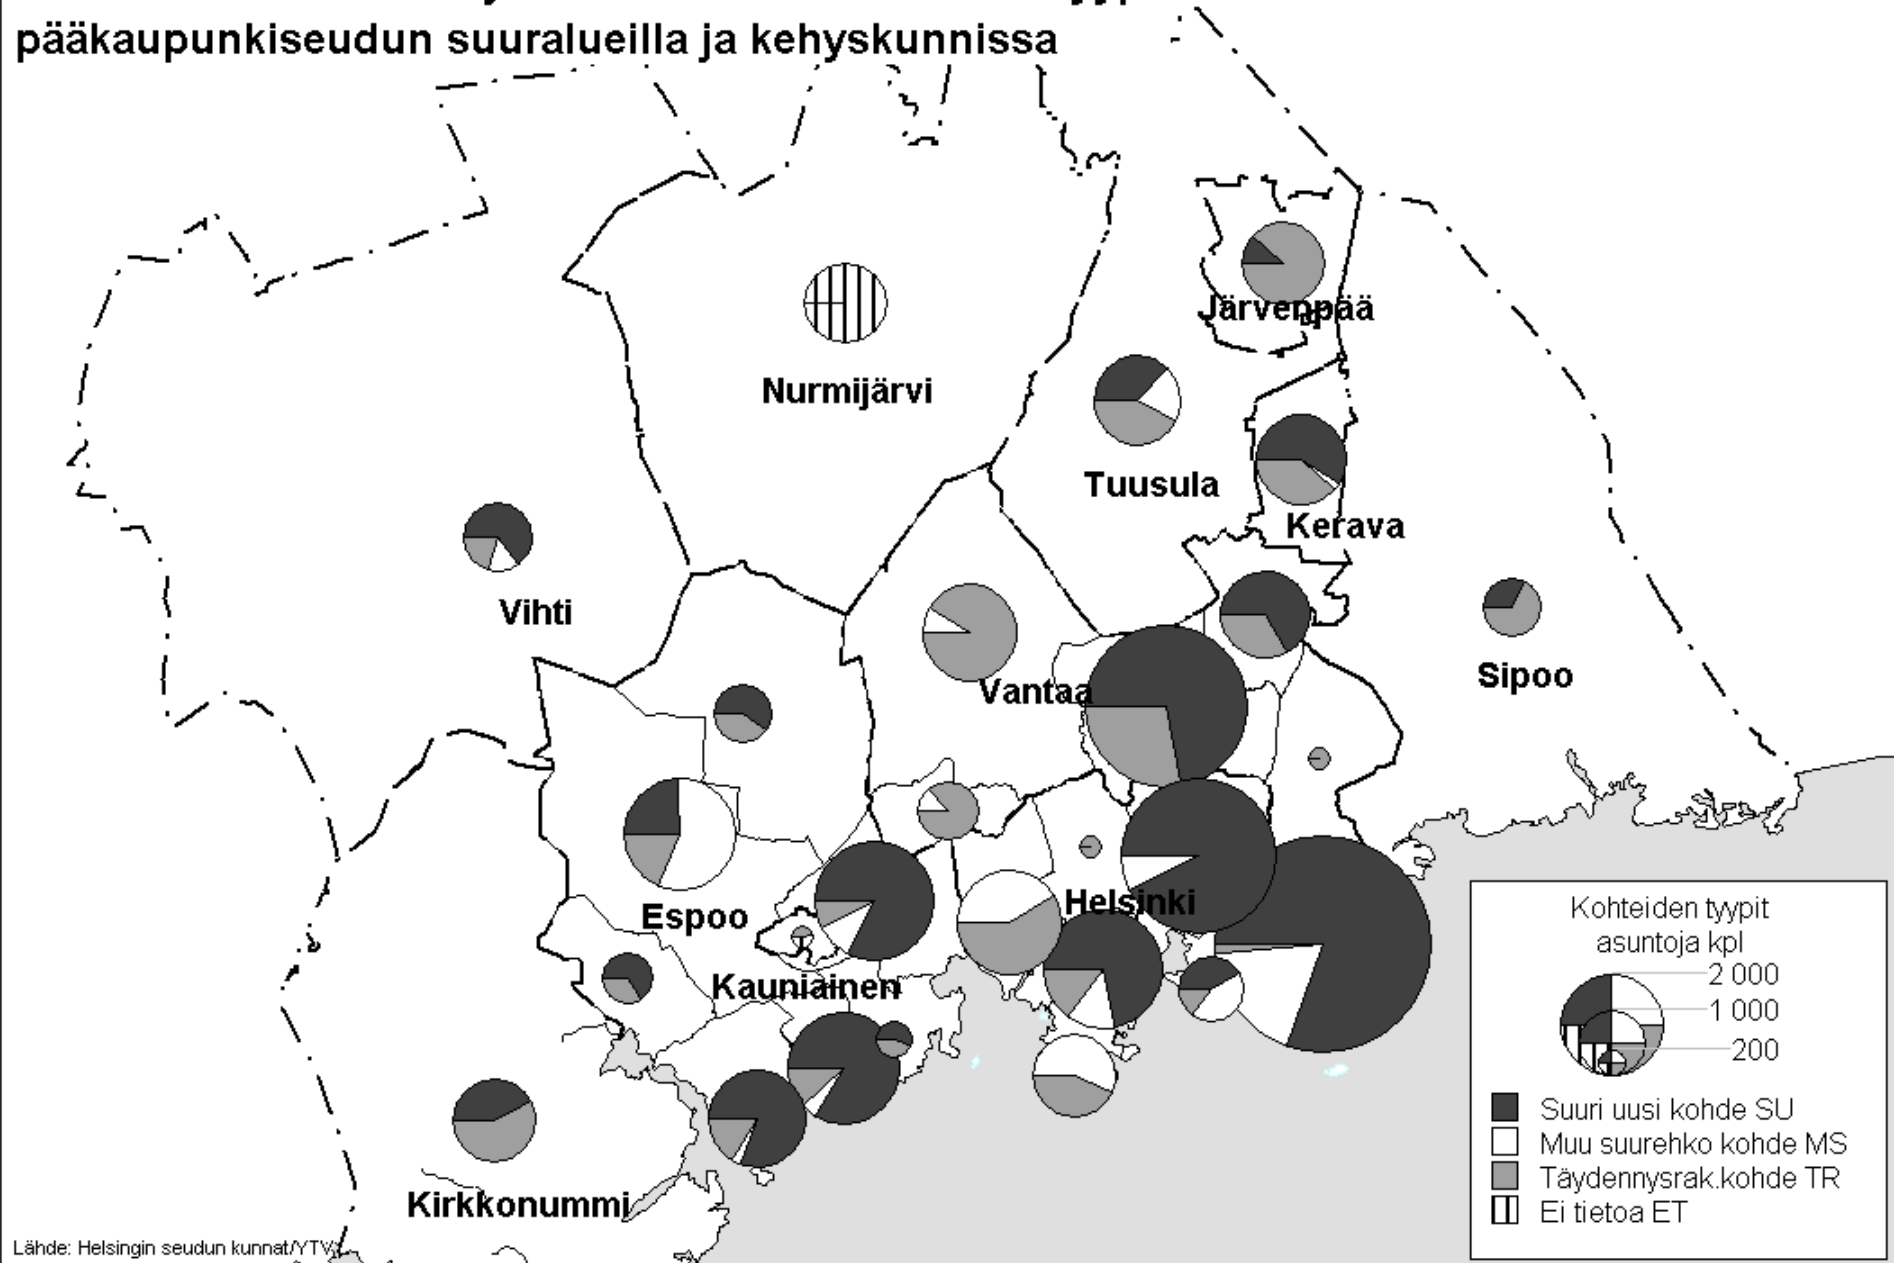 pääkaupunkiseudun suuralueilla ja kehyskunnissa
Järvenpää
Nurmijärvi
Tuusula
Kerava
Vihti
Sipoo
Vantaa
Helsinki
Espoo
Kauniainen
Kirkkonummi
Kohteiden tyypit
asuntoja kpl
2 000
1 000
200
Suuri uusi kohde SU
Muu suurehko kohde MS
Täydennysrak.kohde TR
Ei tietoa ET
Lähde: Helsingin seudun kunnat/YTV